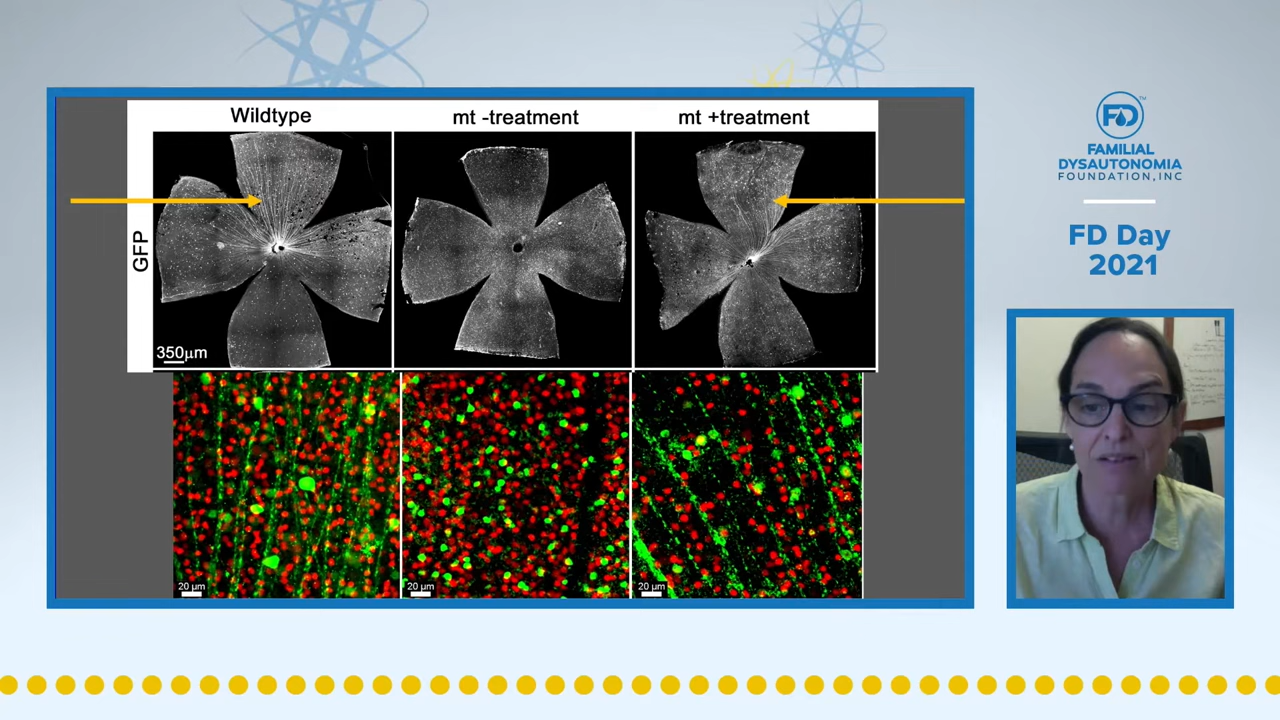 Wildtype
mt -treatment
mt +treatment
GFP
350µm
20 µm
20 µm
20 µm
FD™
FAMILIAL
DYSAUTONOMIA
FOUNDATION, INC
FD Day
2021